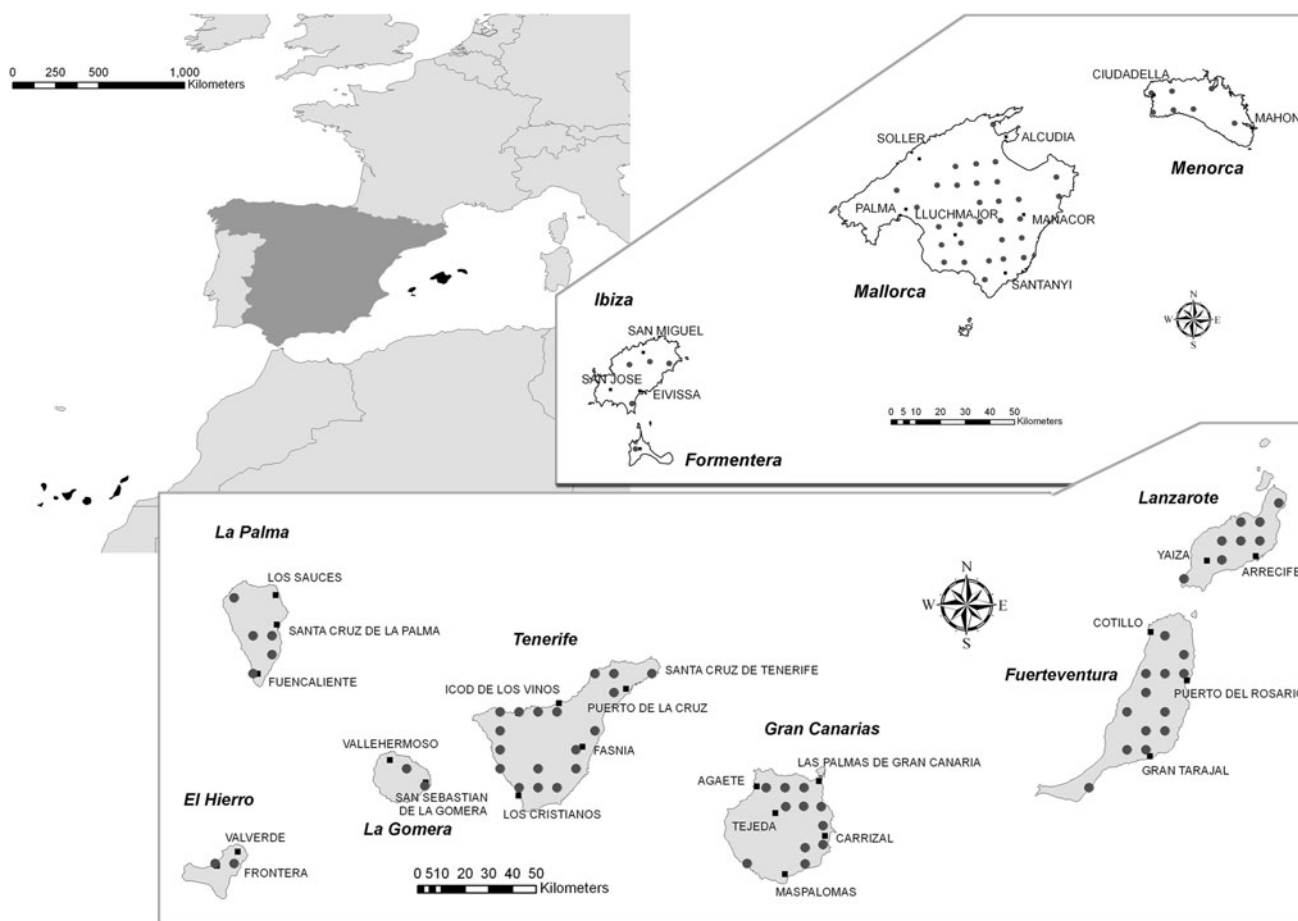 0 250 500 1,000
Kilometers
CIUDADELLA
MAHON
Menorca
SOLLER
ALCUDIA
PALMA
LLUCHMAJOR
MANACOR
SANTANYI
Mallorca
Ibiza
SAN MIGUEL
SAN JOSE
EIVISSA
Formentera
N
W E
S
0 5 10 20 30 40 50
Kilometers
Lanzarote
YAIZA
ARRECIFE
La Palma
LOS SAUCES
SANTA CRUZ DE LA PALMA
FUENCALIENTE
N
W E
S
COTILLO
Fuerteventura
PUERTO DEL ROSARIO
GRAN TARAJAL
Tenerife
SANTA CRUZ DE TENERIFE
ICOD DE LOS VINOS
PUERTO DE LA CRUZ
FASNIA
LOS CRISTIANOS
VALLEHERMOSO
SAN SEBASTIAN
DE LA GOMERA
La Gomera
Gran Canarias
LAS PALMAS DE GRAN CANARIA
AGAETE
TEJEDA
CARRIZAL
MASPALOMAS
El Hierro
VALVERDE
FRONTERA
0 510 20 30 40 50
Kilometers